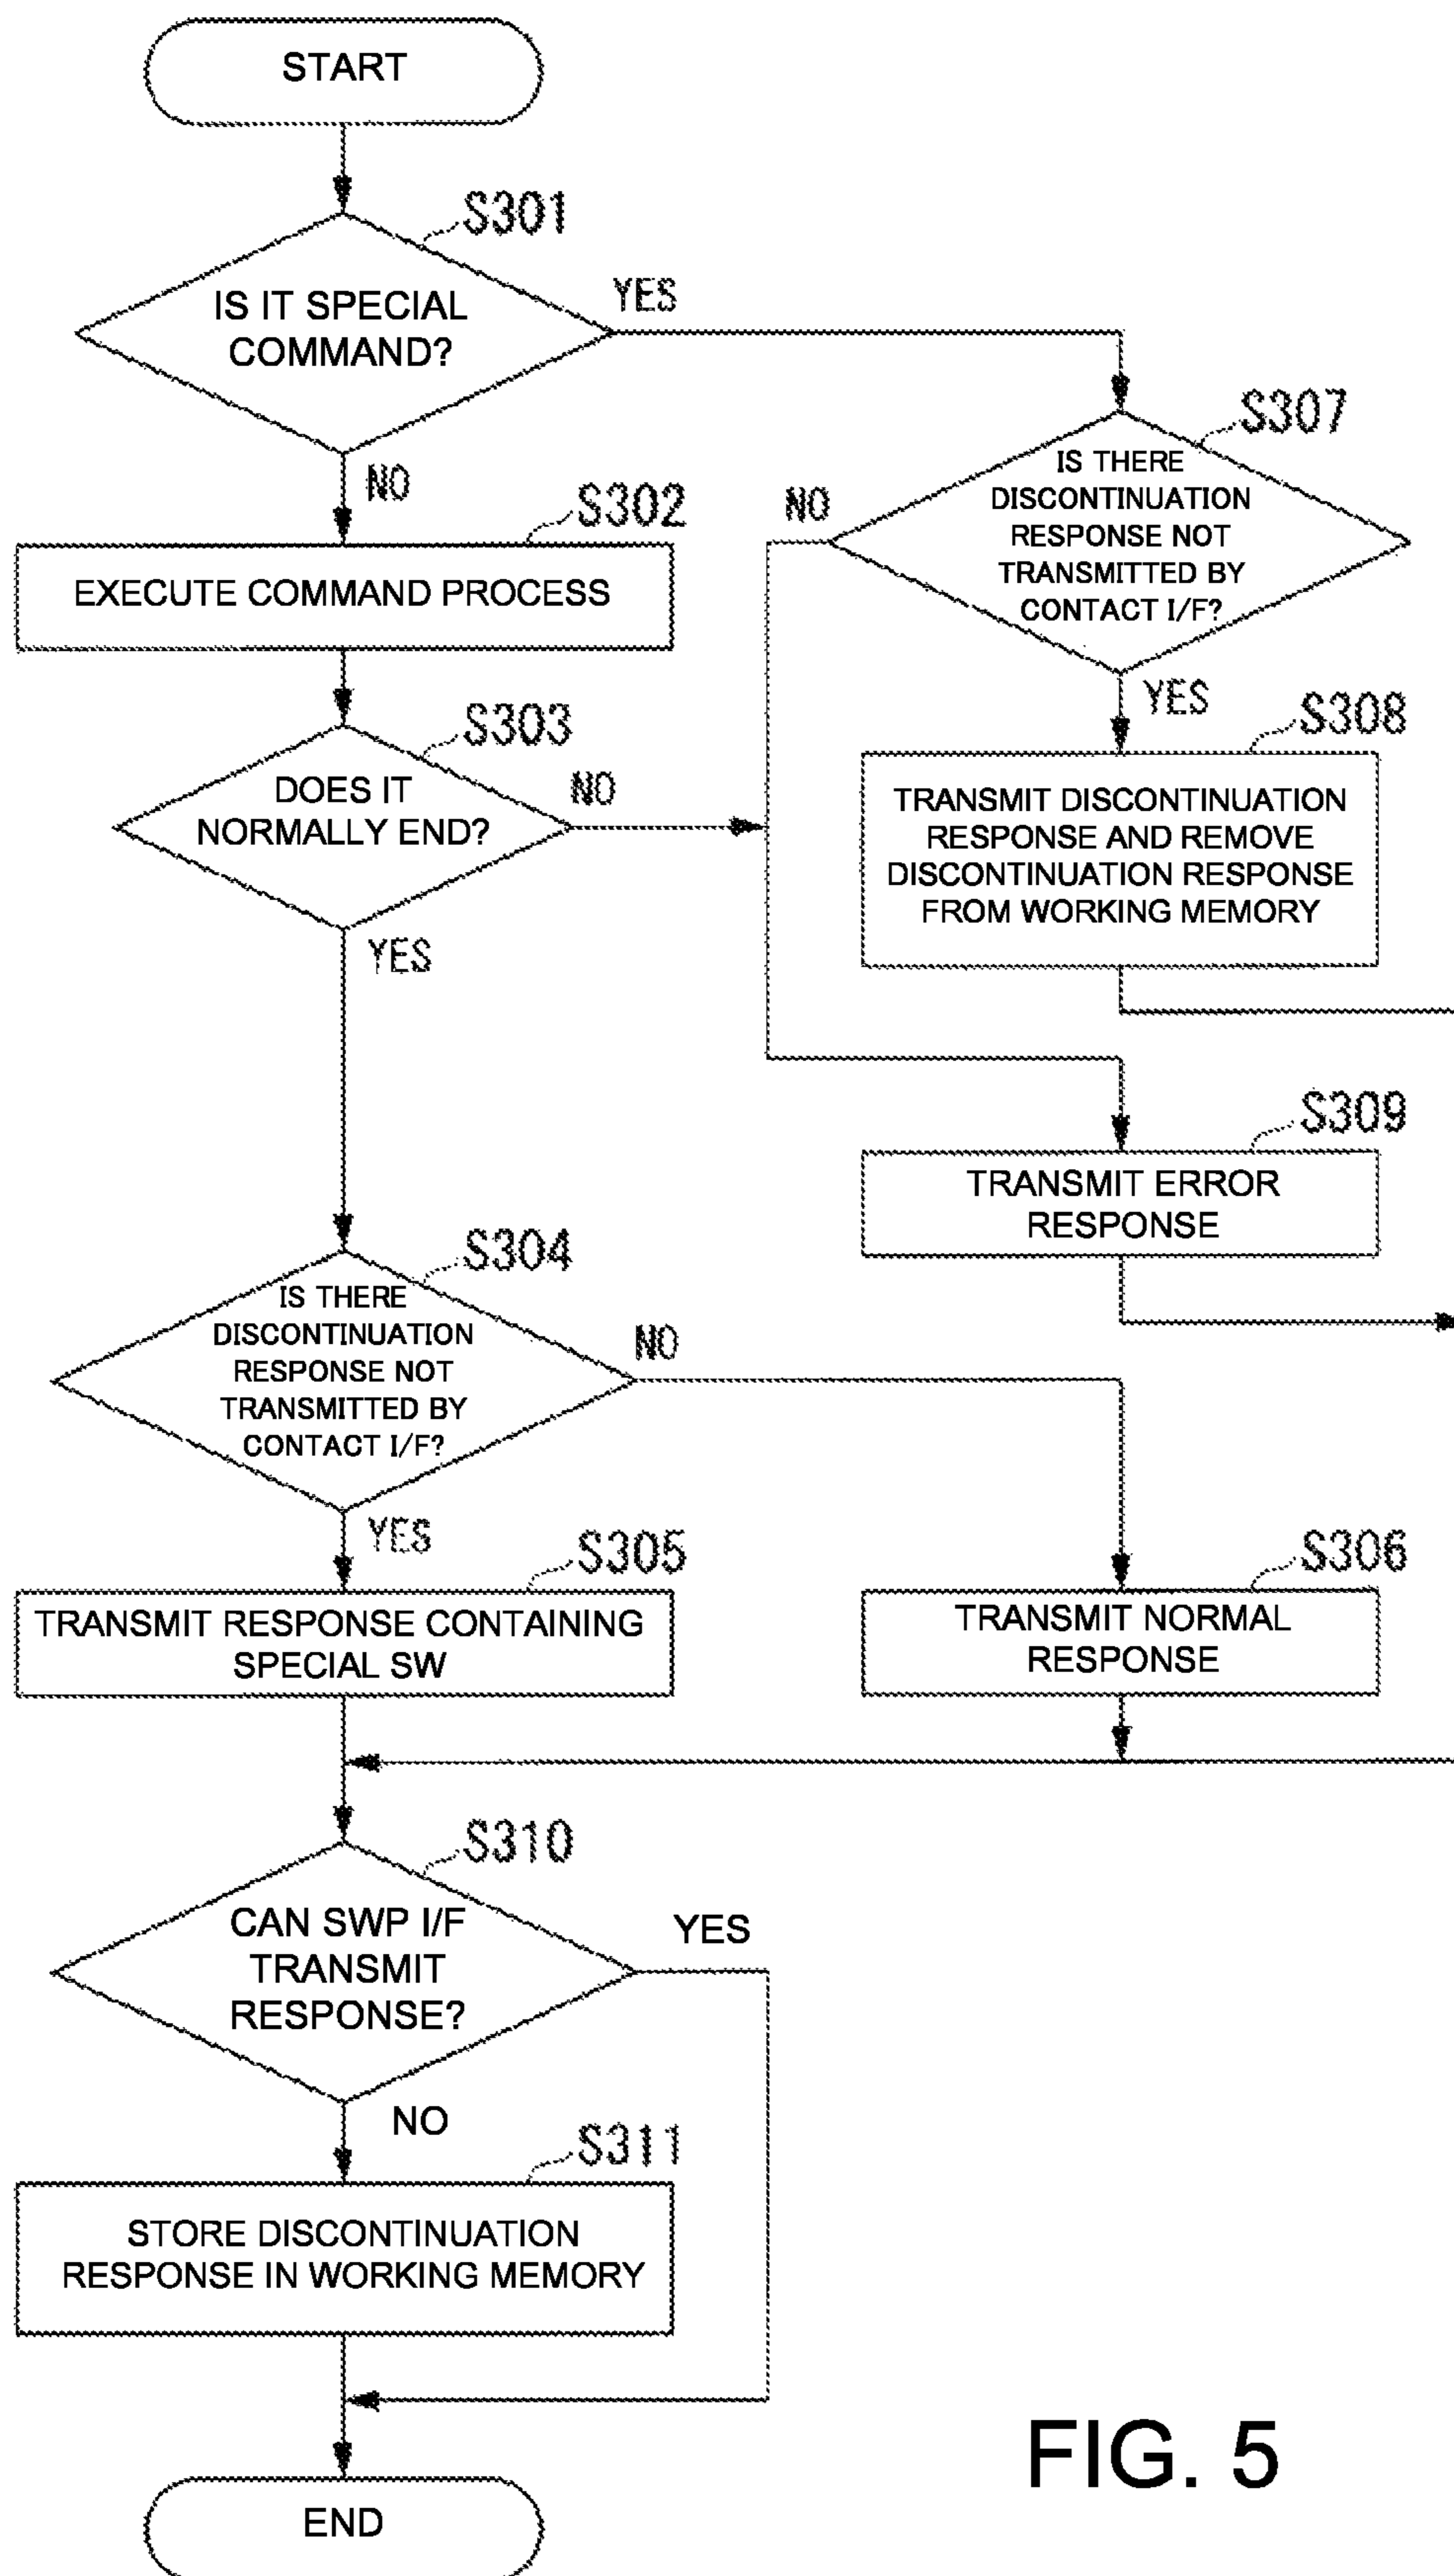 START
S301
IS IT SPECIAL
COMMAND?
YES
NO
S307
IS THERE
DISCONTINUATION
RESPONSE NOT
TRANSMITTED BY
CONTACT I/F?
NO
YES
S302
EXECUTE COMMAND PROCESS
S303
DOES IT
NORMALLY END?
NO
YES
S308
TRANSMIT DISCONTINUATION
RESPONSE AND REMOVE
DISCONTINUATION RESPONSE
FROM WORKING MEMORY
S309
TRANSMIT ERROR
RESPONSE
S304
IS THERE
DISCONTINUATION
RESPONSE NOT
TRANSMITTED BY
CONTACT I/F?
NO
YES
S305
TRANSMIT RESPONSE CONTAINING
SPECIAL SW
S306
TRANSMIT NORMAL
RESPONSE
S310
CAN SWP I/F
TRANSMIT
RESPONSE?
YES
NO
S311
STORE DISCONTINUATION
RESPONSE IN WORKING MEMORY
END
FIG. 5